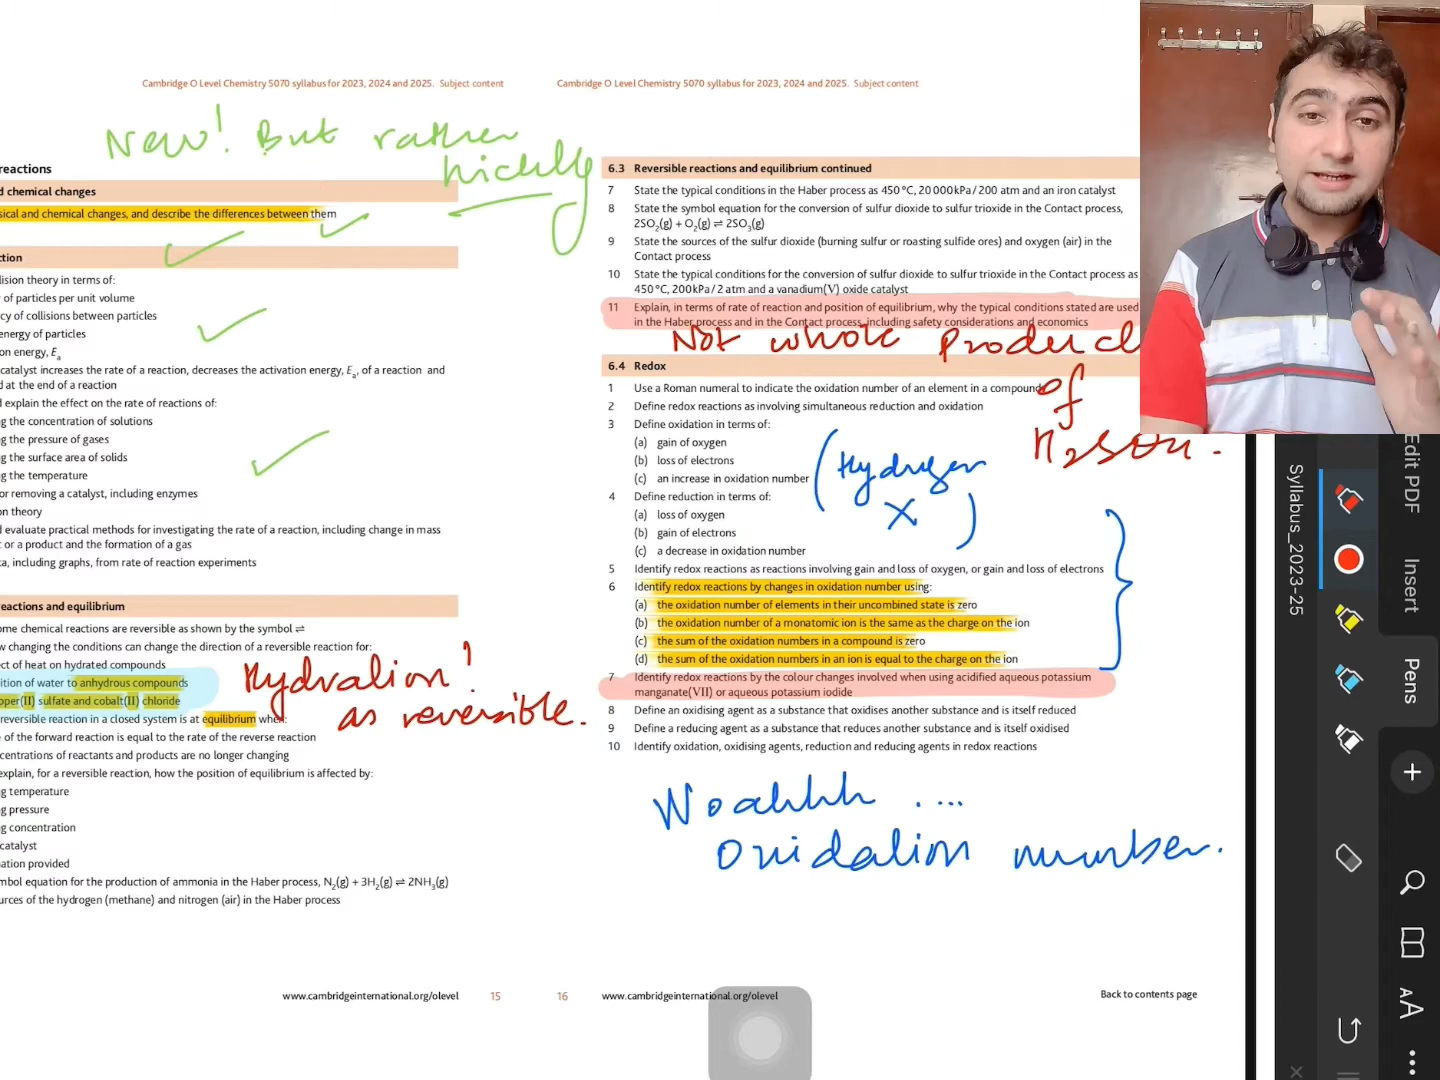 Cambridge O Level Chemistry 5070 syllabus for 2023, 2024 and 2025. Subject content
New! But rather
nickly
reactions
d chemical changes
sical and chemical changes, and describe the differences between them
ction
lision theory in terms of:
of particles per unit volume
cy of collisions between particles
energy of particles
on energy, Eₐ
catalyst increases the rate of a reaction, decreases the activation energy, Eₐ, of a reaction and
d at the end of a reaction
d explain the effect on the rate of reactions of:
g the concentration of solutions
g the pressure of gases
g the surface area of solids
g the temperature
or removing a catalyst, including enzymes
on theory
d evaluate practical methods for investigating the rate of a reaction, including change in mass
t or a product and the formation of a gas
ta, including graphs, from rate of reaction experiments
eactions and equilibrium
ome chemical reactions are reversible as shown by the symbol ⇌
w changing the conditions can change the direction of a reversible reaction for:
ect of heat on hydrated compounds
ition of water to anhydrous compounds
oper(II) sulfate and cobalt(II) chloride
Hydration!
as reversible.
reversible reaction in a closed system is at equilibrium when:
e of the forward reaction is equal to the rate of the reverse reaction
centrations of reactants and products are no longer changing
explain, for a reversible reaction, how the position of equilibrium is affected by:
g temperature
g pressure
g concentration
catalyst
ation provided
mbol equation for the production of ammonia in the Haber process, N₂(g) + 3H₂(g) ⇌ 2NH₃(g)
urces of the hydrogen (methane) and nitrogen (air) in the Haber process
www.cambridgeinternational.org/olevel 15
Cambridge O Level Chemistry 5070 syllabus for 2023, 2024 and 2025. Subject content
6.3 Reversible reactions and equilibrium continued
7 State the typical conditions in the Haber process as 450 °C, 20 000 kPa / 200 atm and an iron catalyst
8 State the symbol equation for the conversion of sulfur dioxide to sulfur trioxide in the Contact process,
2SO₂(g) + O₂(g) ⇌ 2SO₃(g)
9 State the sources of the sulfur dioxide (burning sulfur or roasting sulfide ores) and oxygen (air) in the
Contact process
10 State the typical conditions for the conversion of sulfur dioxide to sulfur trioxide in the Contact process as
450 °C, 200 kPa / 2 atm and a vanadium(V) oxide catalyst
11 Explain, in terms of rate of reaction and position of equilibrium, why the typical conditions stated are used
in the Haber process and in the Contact process, including safety considerations and economics
Not whole product
of
H₂SO₄.
6.4 Redox
1 Use a Roman numeral to indicate the oxidation number of an element in a compound
2 Define redox reactions as involving simultaneous reduction and oxidation
3 Define oxidation in terms of:
(a) gain of oxygen
(b) loss of electrons
(c) an increase in oxidation number
(Hydrogen
X )
4 Define reduction in terms of:
(a) loss of oxygen
(b) gain of electrons
(c) a decrease in oxidation number
5 Identify redox reactions as reactions involving gain and loss of oxygen, or gain and loss of electrons
6 Identify redox reactions by changes in oxidation number using:
(a) the oxidation number of elements in their uncombined state is zero
(b) the oxidation number of a monatomic ion is the same as the charge on the ion
(c) the sum of the oxidation numbers in a compound is zero
(d) the sum of the oxidation numbers in an ion is equal to the charge on the ion
7 Identify redox reactions by the colour changes involved when using acidified aqueous potassium
manganate(VII) or aqueous potassium iodide
8 Define an oxidising agent as a substance that oxidises another substance and is itself reduced
9 Define a reducing agent as a substance that reduces another substance and is itself oxidised
10 Identify oxidation, oxidising agents, reduction and reducing agents in redox reactions
Woahhh ....
Oxidation number.
16 www.cambridgeinternational.org/olevel
Back to contents page
Syllabus_2023-25
Edit PDF
Insert
Pens
AA